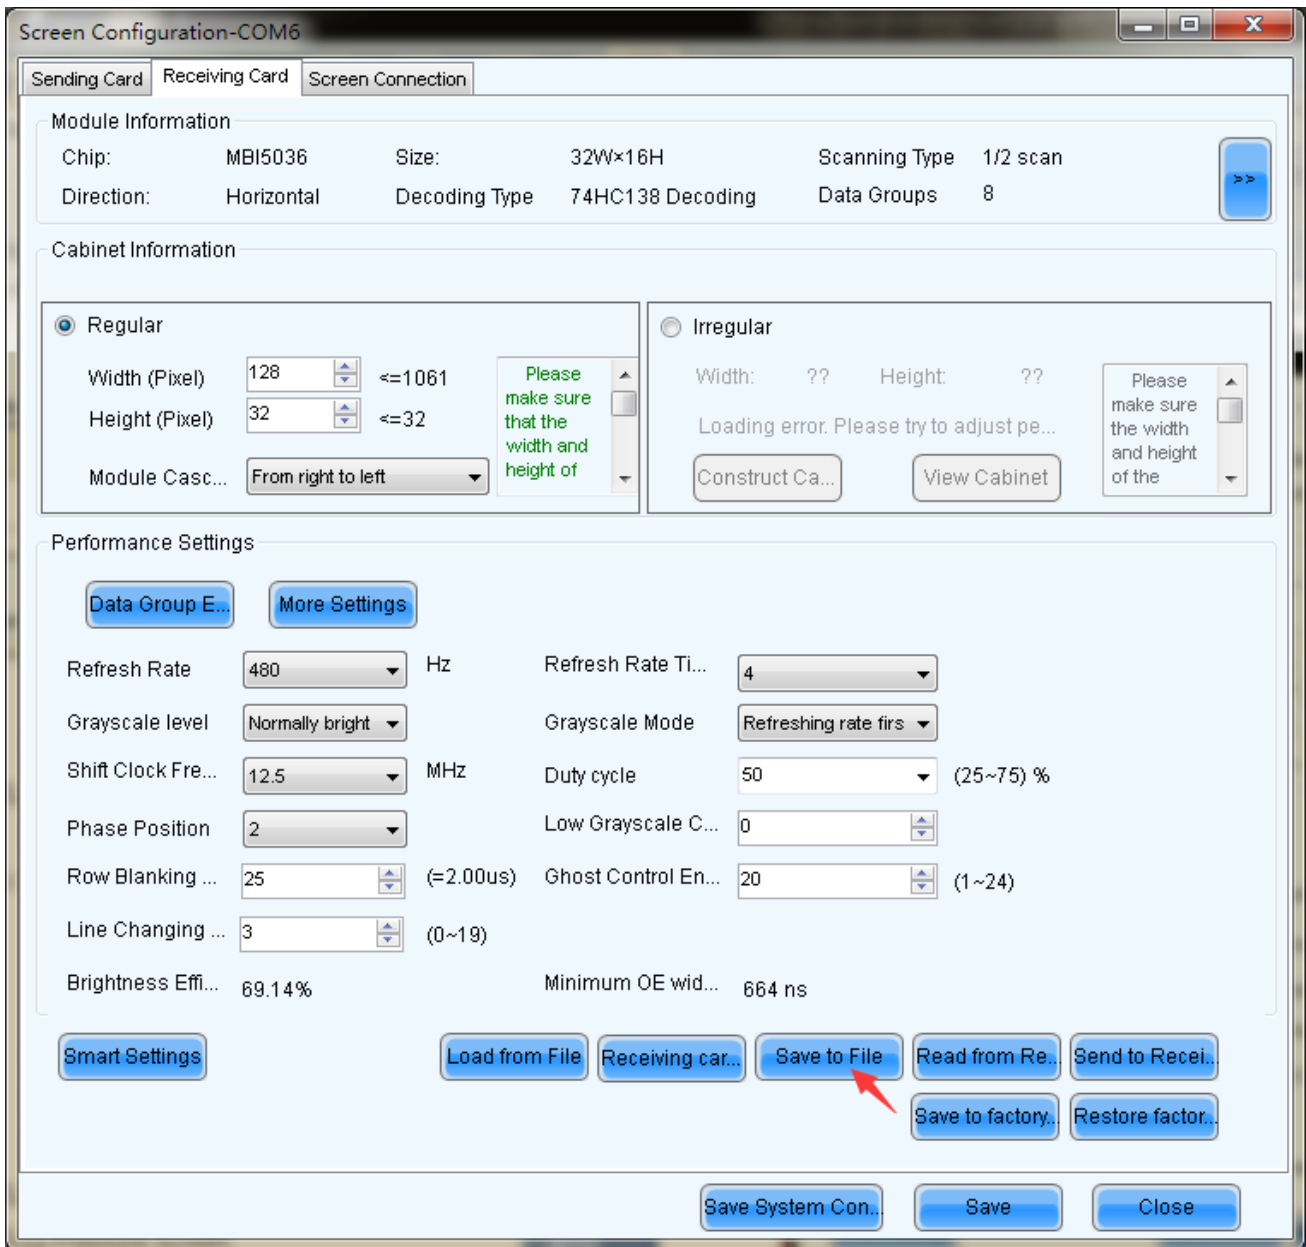 Screen Configuration-COM6
Sending Card Receiving Card Screen Connection
Module Information
Chip: MBI5036 Size: 32W×16H Scanning Type 1/2 scan
Direction: Horizontal Decoding Type 74HC138 Decoding Data Groups 8
>>
Cabinet Information
Regular
Width (Pixel) 128 <=1061
Height (Pixel) 32 <=32
Module Casc... From right to left
Please
make sure
that the
width and
height of
Irregular
Width: ?? Height: ??
Loading error. Please try to adjust pe...
Construct Ca... View Cabinet
Please
make sure
the width
and height
of the
Performance Settings
Data Group E... More Settings
Refresh Rate 480 Hz Refresh Rate Ti... 4
Grayscale level Normally bright Grayscale Mode Refreshing rate firs
Shift Clock Fre... 12.5 MHz Duty cycle 50 (25~75) %
Phase Position 2 Low Grayscale C... 0
Row Blanking ... 25 (=2.00us) Ghost Control En... 20 (1~24)
Line Changing ... 3 (0~19)
Brightness Effi... 69.14% Minimum OE wid... 664 ns
Smart Settings Load from File Receiving car... Save to File Read from Re... Send to Recei...
Save to factory... Restore factor...
Save System Con... Save Close